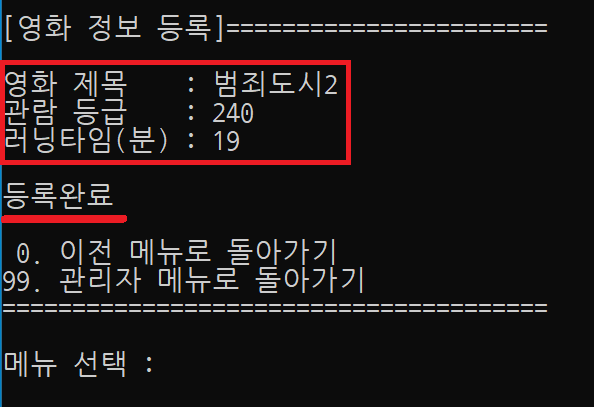 [영화 정보 등록]=======================
영화 제목    : 범죄도시2
관람 등급    : 240
러닝타임(분) : 19
등록완료
 0. 이전 메뉴로 돌아가기
99. 관리자 메뉴로 돌아가기
=======================================
메뉴 선택 :